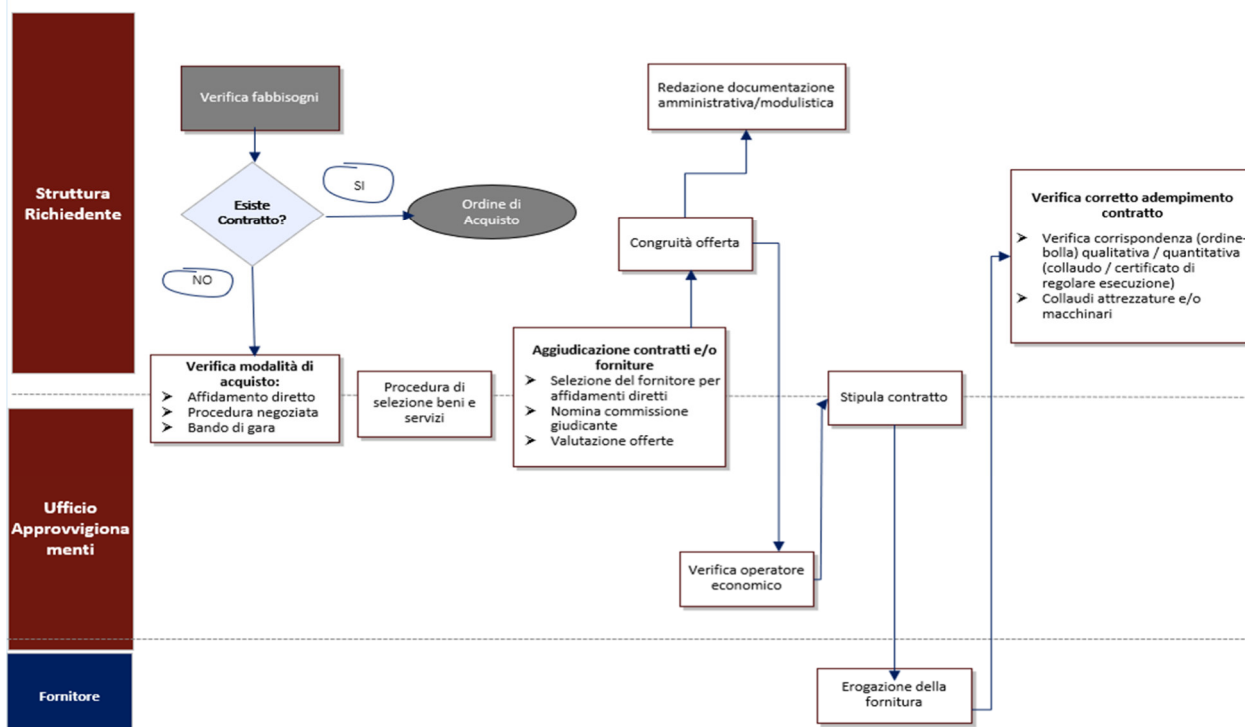 Struttura
Richiedente
Verifica fabbisogni
Esiste
Contratto?
SI
Ordine di
Acquisto
NO
Verifica modalità di
acquisto:
➢ Affidamento diretto
➢ Procedura negoziata
➢ Bando di gara
Procedura di
selezione beni e
servizi
Aggiudicazione contratti e/o
forniture
➢ Selezione del fornitore per
affidamenti diretti
➢ Nomina commissione
giudicante
➢ Valutazione offerte
Congruità offerta
Redazione documentazione
amministrativa/modulistica
Verifica operatore
economico
Stipula contratto
Verifica corretto adempimento
contratto
➢ Verifica corrispondenza (ordine-
bolla) qualitativa / quantitativa
(collaudo / certificato di
regolare esecuzione)
➢ Collaudi attrezzature e/o
macchinari
Ufficio
Approvvigiona
menti
Fornitore
Erogazione della
fornitura